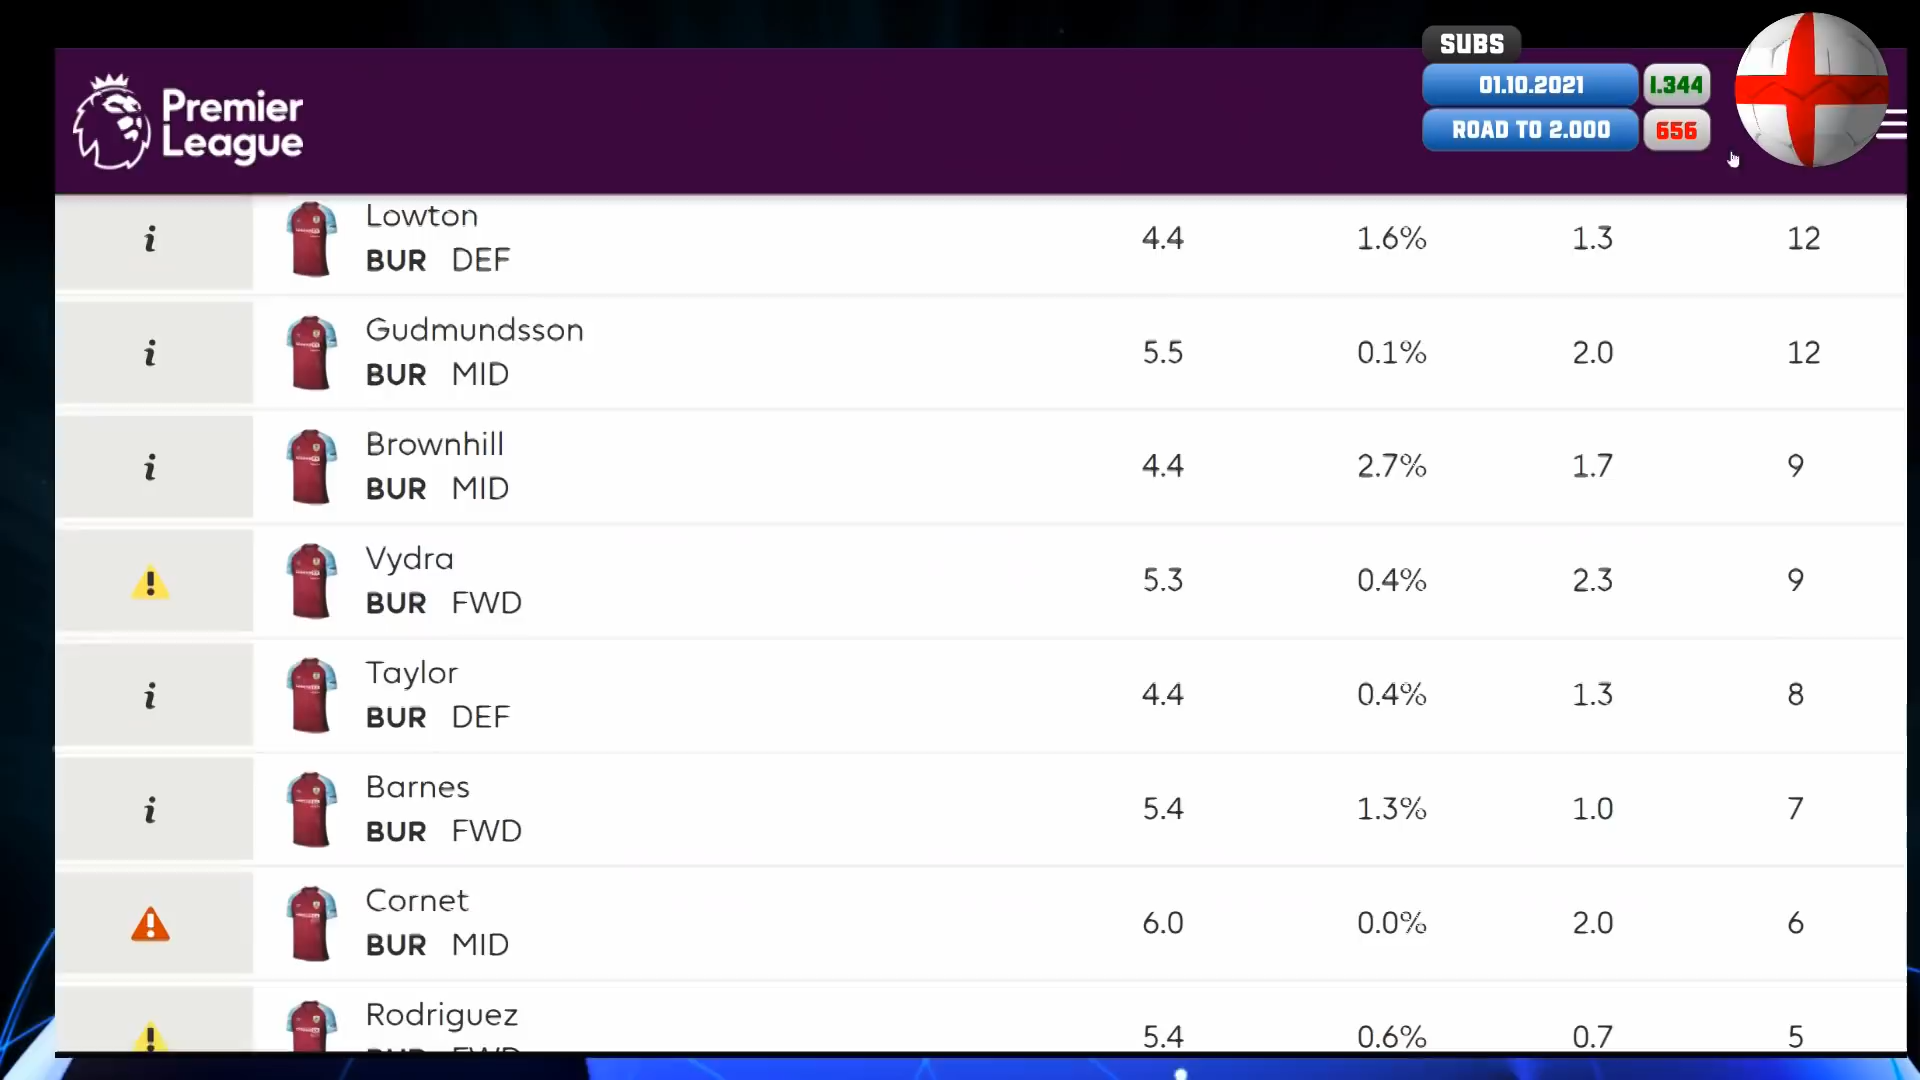 SUBS
01.10.2021 1.344
ROAD TO 2.000 656
Premier
League
i Lowton 4.4 1.6% 1.3 12
BUR DEF
i Gudmundsson 5.5 0.1% 2.0 12
BUR MID
i Brownhill 4.4 2.7% 1.7 9
BUR MID
Vydra 5.3 0.4% 2.3 9
BUR FWD
i Taylor 4.4 0.4% 1.3 8
BUR DEF
i Barnes 5.4 1.3% 1.0 7
BUR FWD
Cornet 6.0 0.0% 2.0 6
BUR MID
Rodriguez 5.4 0.6% 0.7 5
BUR FWD